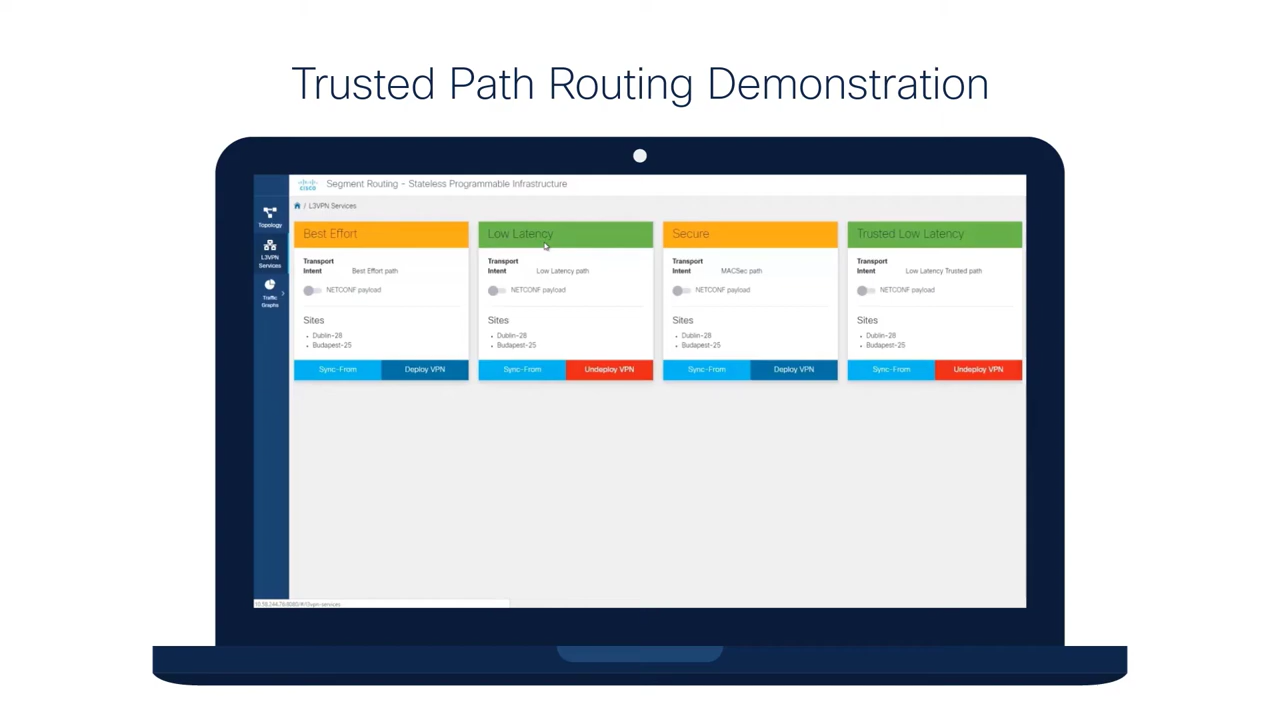 Trusted Path Routing Demonstration
CISCO
Segment Routing - Stateless Programmable Infrastructure
/ L3VPN Services
Topology
L3VPN
Services
Traffic
Graphs
Best Effort
Transport
Intent Best Effort path
NETCONF payload
Sites
Dublin-28
Budapest-25
Sync-From Deploy VPN
Low Latency
Transport
Intent Low Latency path
NETCONF payload
Sites
Dublin-28
Budapest-25
Sync-From Undeploy VPN
Secure
Transport
Intent MACSec path
NETCONF payload
Sites
Dublin-28
Budapest-25
Sync-From Deploy VPN
Trusted Low Latency
Transport
Intent Low Latency Trusted path
NETCONF payload
Sites
Dublin-28
Budapest-25
Sync-From Undeploy VPN